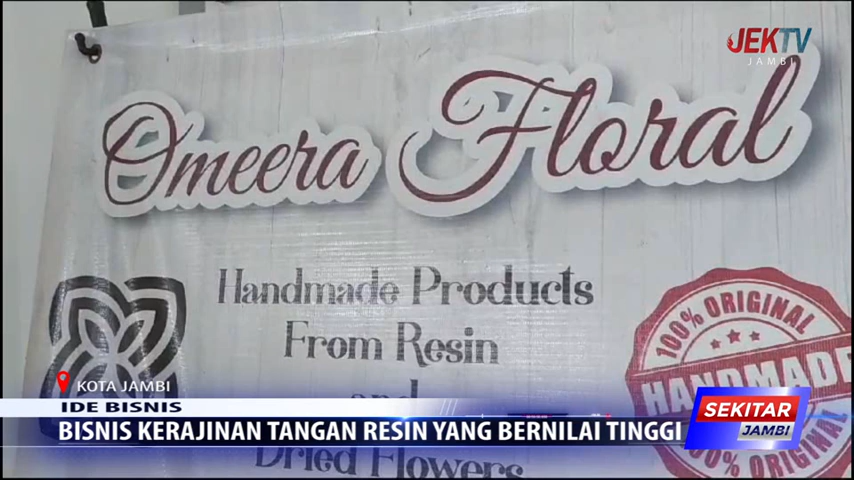 JEKTV
JAMBI
Omeera Floral
Handmade Products
From Resin
and
Dried Flowers
100% ORIGINAL
HANDMADE
100% ORIGINAL
KOTA JAMBI
IDE BISNIS
BISNIS KERAJINAN TANGAN RESIN YANG BERNILAI TINGGI
SEKITAR
JAMBI